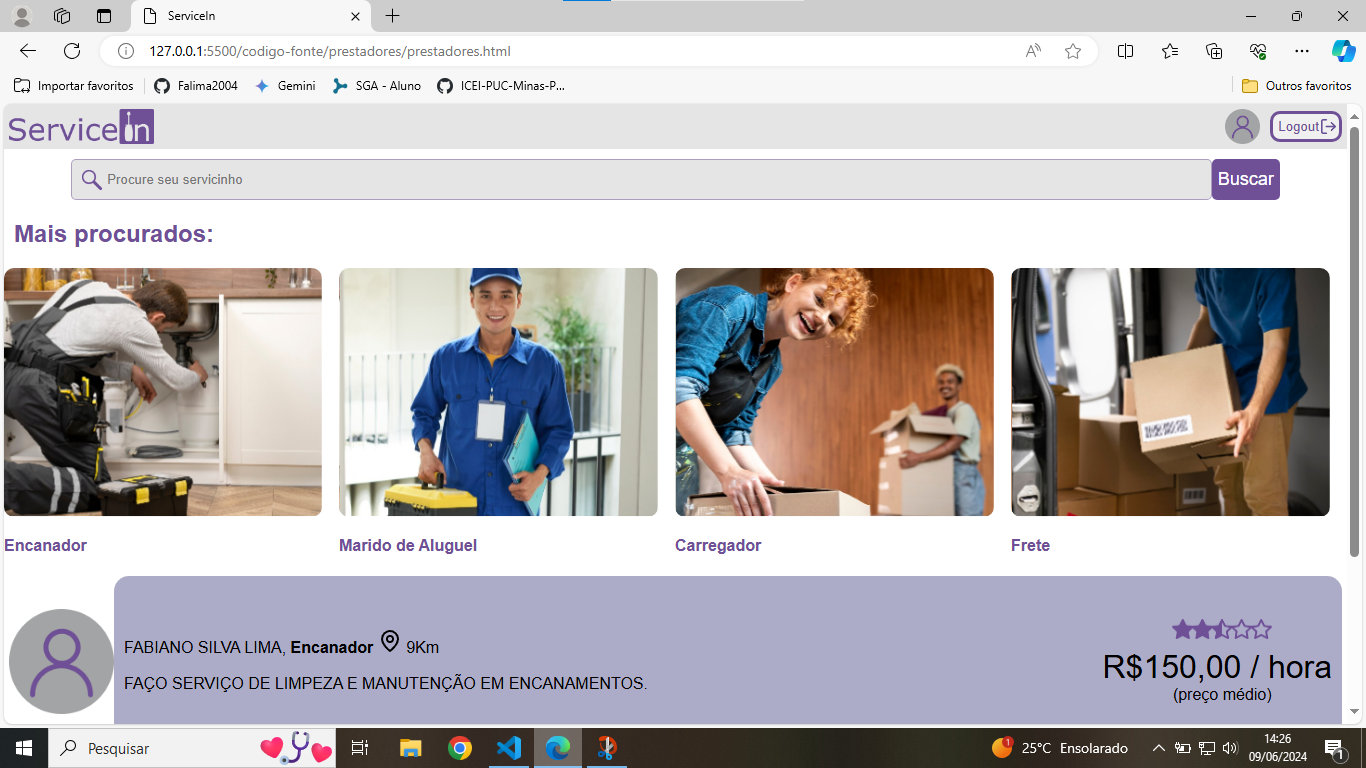 ServiceIn
127.0.0.1:5500/codigo-fonte/prestadores/prestadores.html
Importar favoritos Falima2004 Gemini SGA - Aluno ICEI-PUC-Minas-P... Outros favoritos
ServiceIn Logout
Procure seu servicinho Buscar
Mais procurados:
Encanador Marido de Aluguel Carregador Frete
FABIANO SILVA LIMA, Encanador 9Km
FAÇO SERVIÇO DE LIMPEZA E MANUTENÇÃO EM ENCANAMENTOS.
R$150,00 / hora
(preço médio)
Pesquisar 1 25°C Ensolarado 14:26
09/06/2024 1